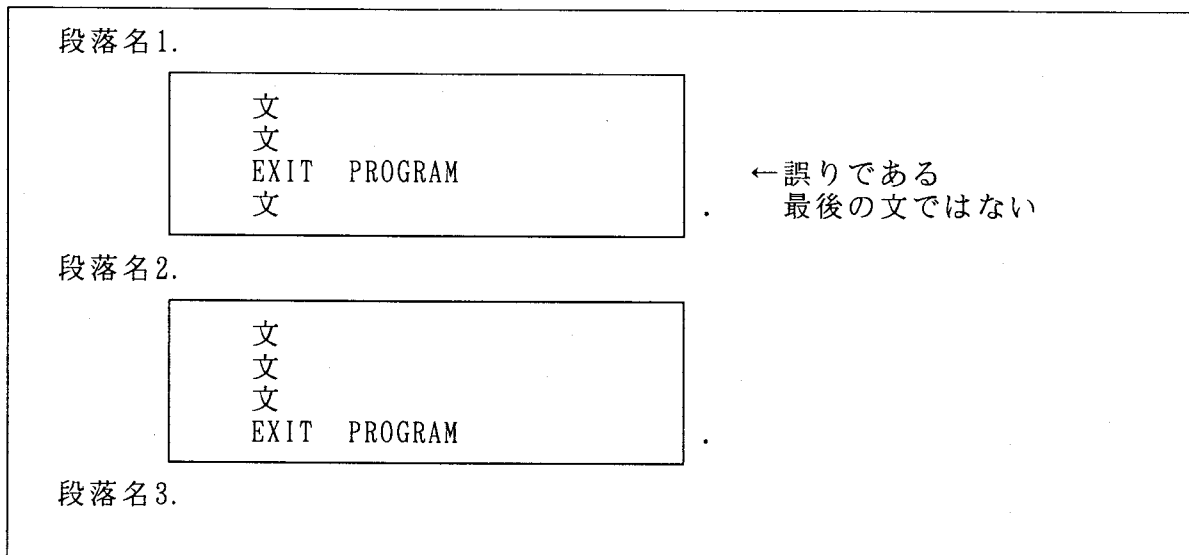 段落名1.
文
文
EXIT PROGRAM ←誤りである
文 . 最後の文ではない
段落名2.
文
文
文
EXIT PROGRAM .
段落名3.